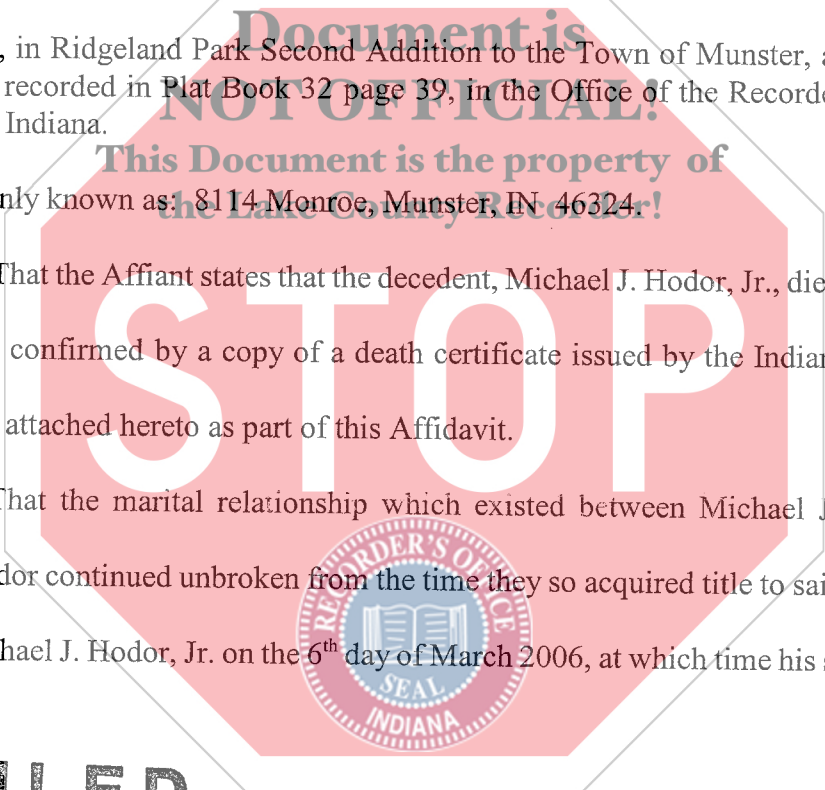 Document is
, in Ridgeland Park Second Addition to the Town of Munster, a
recorded in Plat Book 32 page 39, in the Office of the Recorde
NOT OFFICIAL!
Indiana.
This Document is the property of
nly known as: 8114 Monroe, Munster, IN 46324.
the Lake County Recorder!
That the Affiant states that the decedent, Michael J. Hodor, Jr., die
STOP
confirmed by a copy of a death certificate issued by the Indian
attached hereto as part of this Affidavit.
That the marital relationship which existed between Michael J
dor continued unbroken from the time they so acquired title to sai
hael J. Hodor, Jr. on the 6th day of March 2006, at which time his s
RECORDER'S OFFICE
SEAL
INDIANA